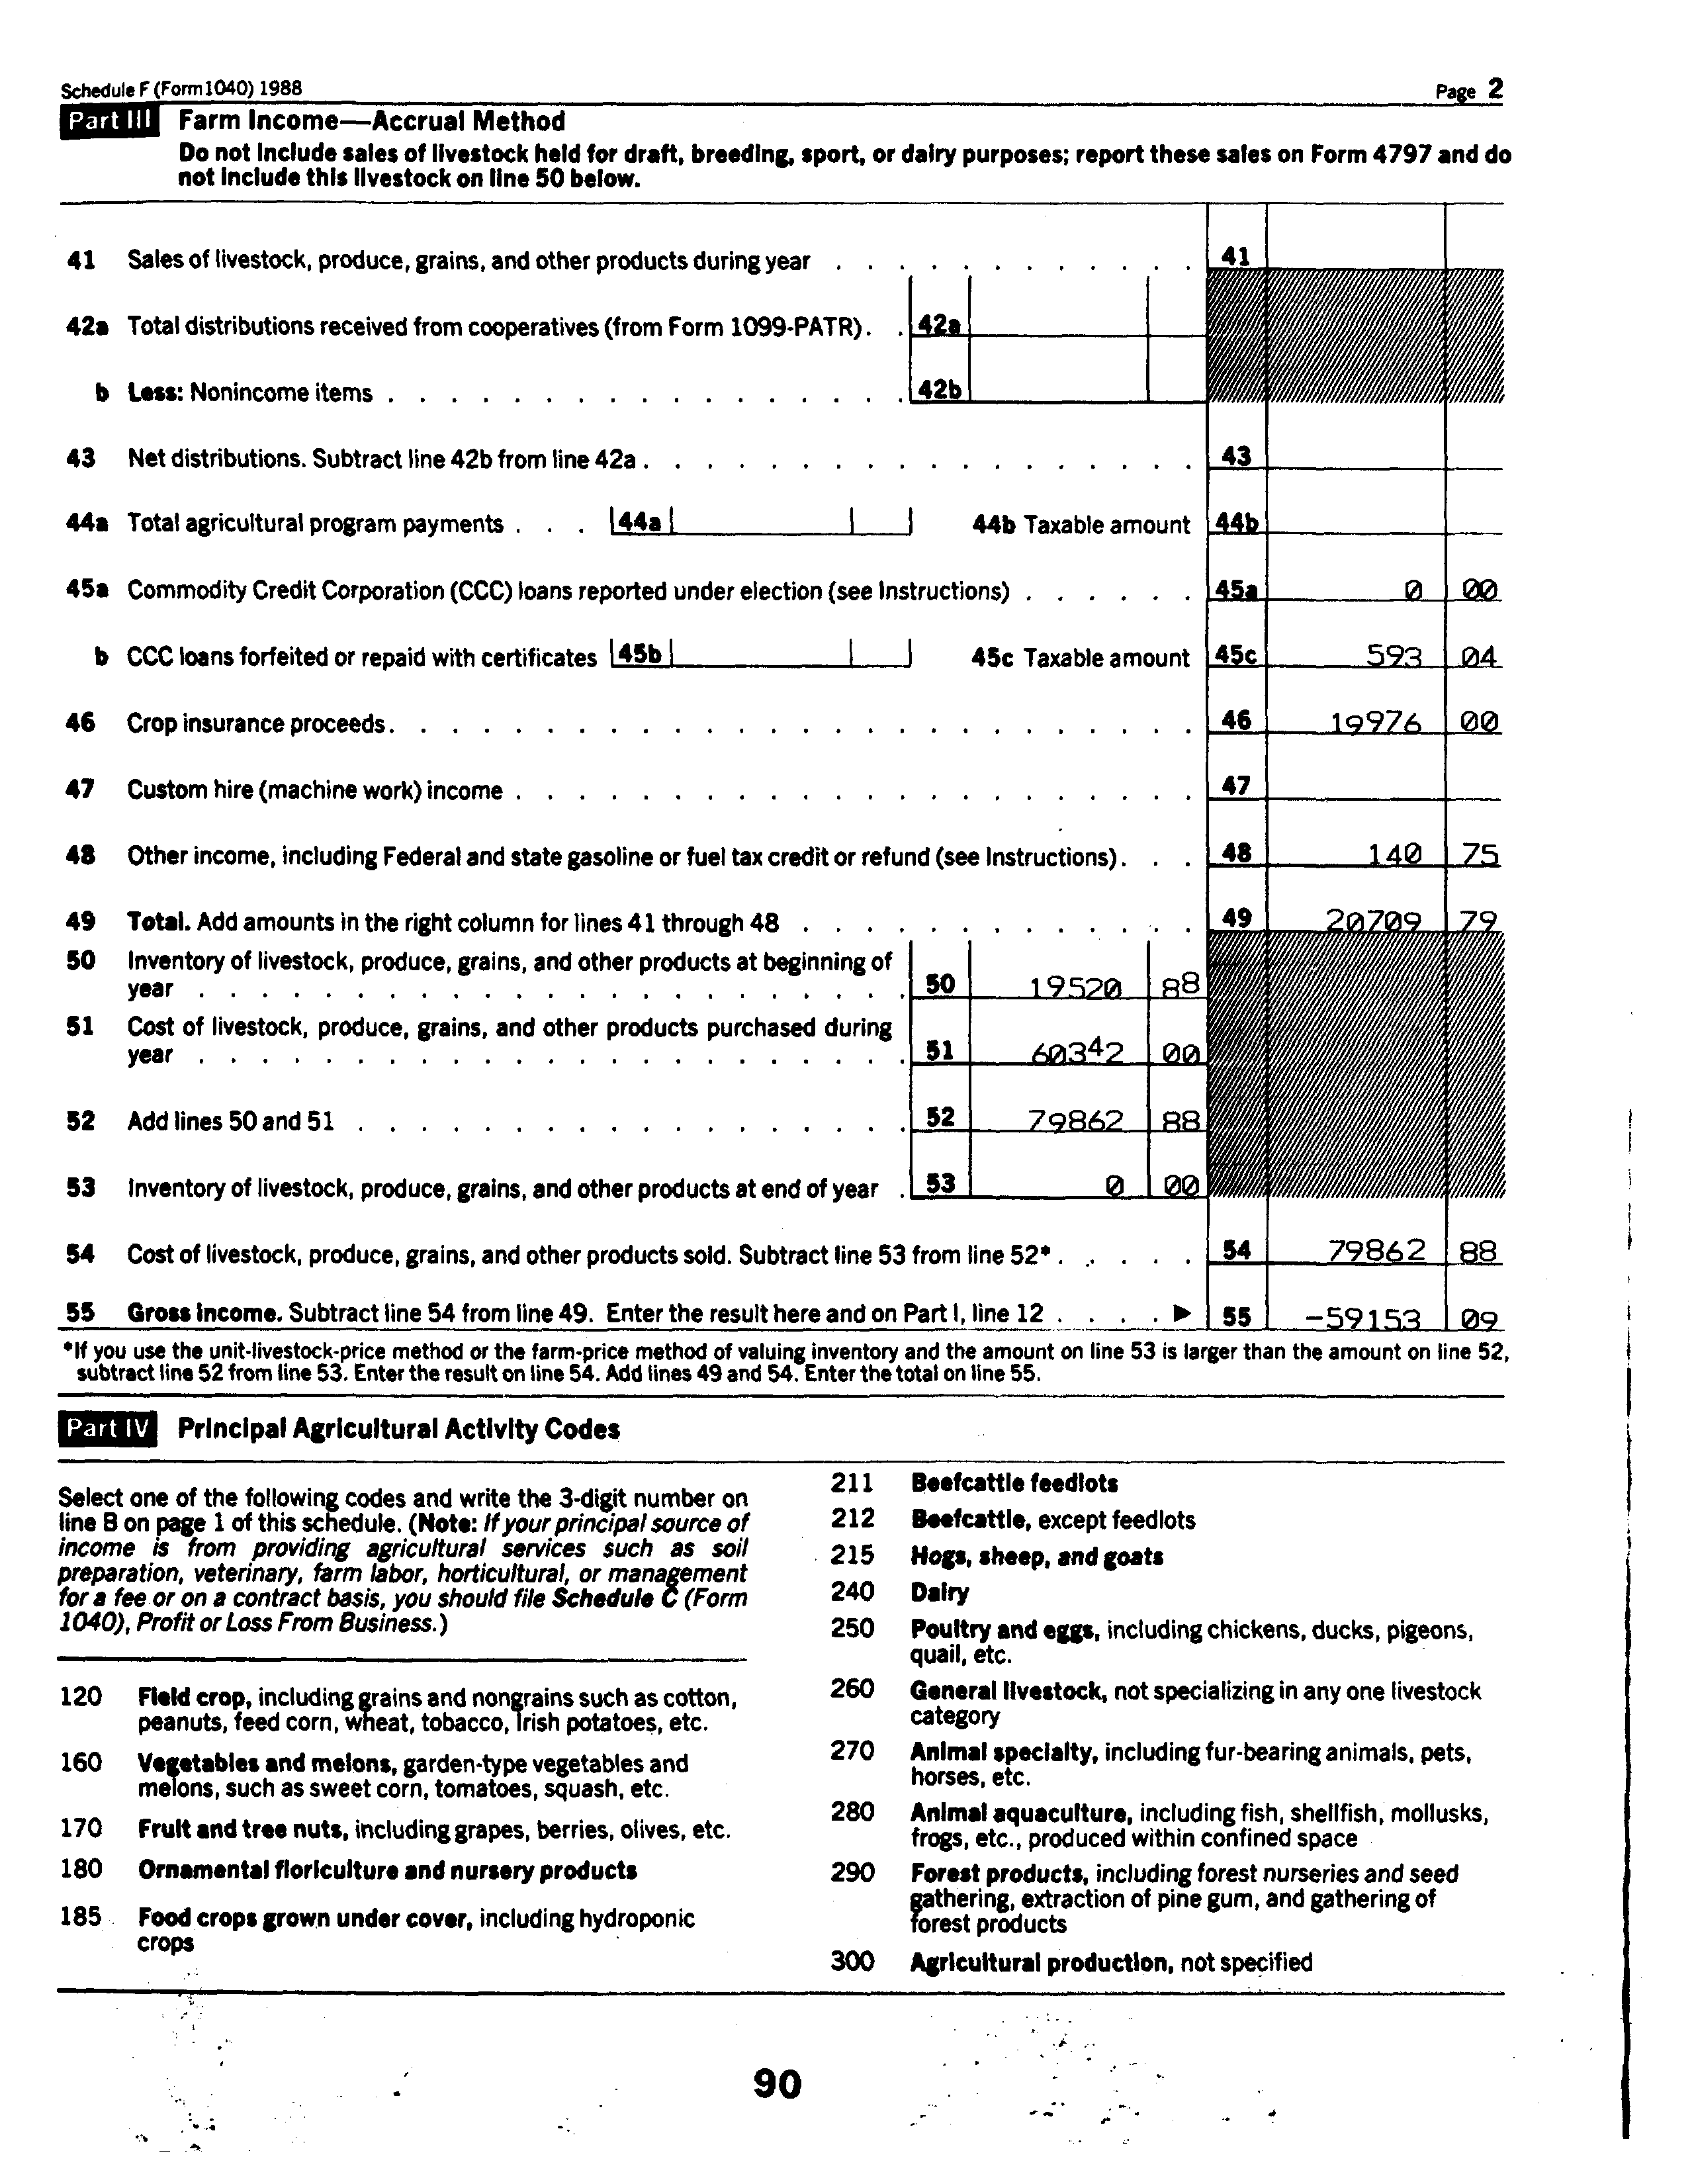 Schedule F (Form 1040) 1988 Page 2
Part III Farm Income—Accrual Method
Do not include sales of livestock held for draft, breeding, sport, or dairy purposes; report these sales on Form 4797 and do
not include this livestock on line 50 below.
41 Sales of livestock, produce, grains, and other products during year . . . . . . . . . . . . 41
42a Total distributions received from cooperatives (from Form 1099-PATR) . . 42a
b Less: Nonincome items . . . . . . . . . . . . . . . . . 42b
43 Net distributions. Subtract line 42b from line 42a . . . . . . . . . . . . . . . . . . 43
44a Total agricultural program payments . . . 44a 44b Taxable amount 44b
45a Commodity Credit Corporation (CCC) loans reported under election (see Instructions) . . . . . . 45a 0 00
b CCC loans forfeited or repaid with certificates 45b 45c Taxable amount 45c 593 04
46 Crop insurance proceeds . . . . . . . . . . . . . . . . . . . . . . . . . . 46 19976 00
47 Custom hire (machine work) income . . . . . . . . . . . . . . . . . . . . . . 47
48 Other income, including Federal and state gasoline or fuel tax credit or refund (see Instructions) . . . 48 140 75
49 Total. Add amounts in the right column for lines 41 through 48 . . . . . . . . . . . . . 49 20709 79
50 Inventory of livestock, produce, grains, and other products at beginning of
year . . . . . . . . . . . . . . . . . . . . . . . 50 19520 88
51 Cost of livestock, produce, grains, and other products purchased during
year . . . . . . . . . . . . . . . . . . . . . . . 51 60342 00
52 Add lines 50 and 51 . . . . . . . . . . . . . . . . . . 52 79862 88
53 Inventory of livestock, produce, grains, and other products at end of year . 53 0 00
54 Cost of livestock, produce, grains, and other products sold. Subtract line 53 from line 52* . . . . . 54 79862 88
55 Gross income. Subtract line 54 from line 49. Enter the result here and on Part I, line 12 . . . . ▶ 55 -59153 09
*If you use the unit-livestock-price method or the farm-price method of valuing inventory and the amount on line 53 is larger than the amount on line 52,
subtract line 52 from line 53. Enter the result on line 54. Add lines 49 and 54. Enter the total on line 55.
Part IV Principal Agricultural Activity Codes
Select one of the following codes and write the 3-digit number on
line B on page 1 of this schedule. (Note: If your principal source of
income is from providing agricultural services such as soil
preparation, veterinary, farm labor, horticultural, or management
for a fee or on a contract basis, you should file Schedule C (Form
1040), Profit or Loss From Business.)
120 Field crop, including grains and nongrains such as cotton,
peanuts, feed corn, wheat, tobacco, Irish potatoes, etc.
160 Vegetables and melons, garden-type vegetables and
melons, such as sweet corn, tomatoes, squash, etc.
170 Fruit and tree nuts, including grapes, berries, olives, etc.
180 Ornamental floriculture and nursery products
185 Food crops grown under cover, including hydroponic
crops
211 Beefcattle feedlots
212 Beefcattle, except feedlots
215 Hogs, sheep, and goats
240 Dairy
250 Poultry and eggs, including chickens, ducks, pigeons,
quail, etc.
260 General livestock, not specializing in any one livestock
category
270 Animal specialty, including fur-bearing animals, pets,
horses, etc.
280 Animal aquaculture, including fish, shellfish, mollusks,
frogs, etc., produced within confined space
290 Forest products, including forest nurseries and seed
gathering, extraction of pine gum, and gathering of
forest products
300 Agricultural production, not specified
90